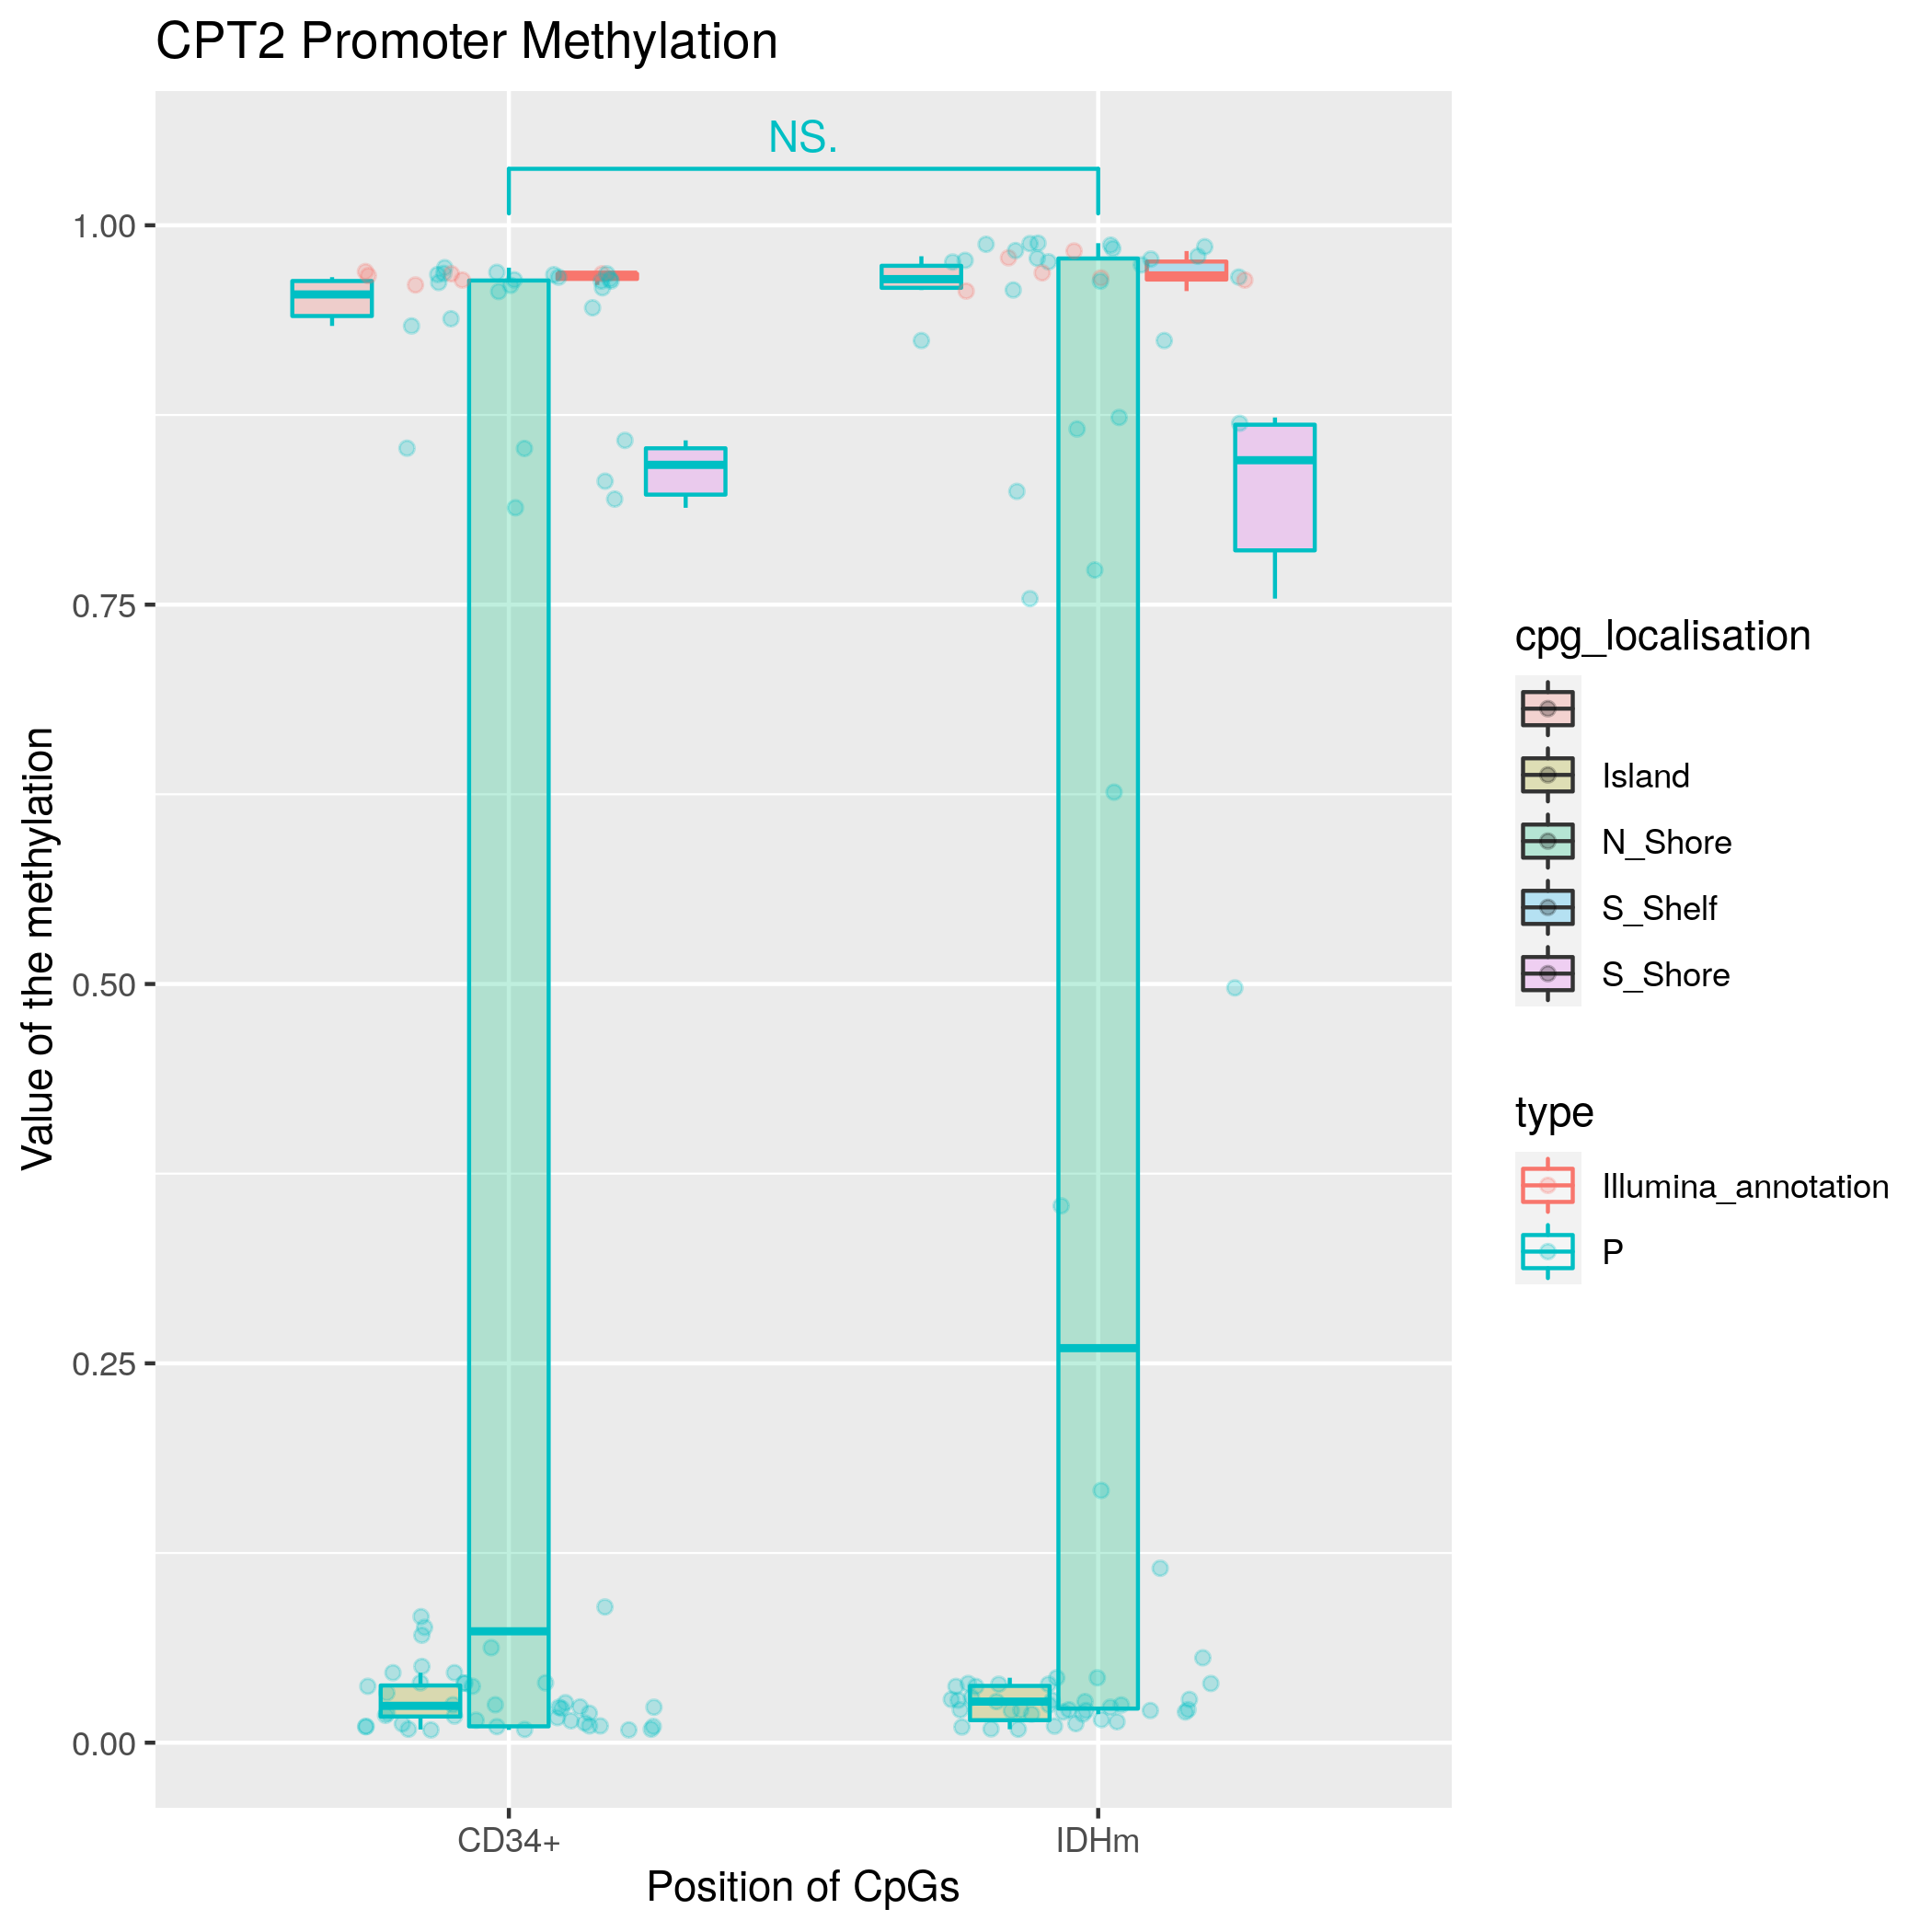 CPT2 Promoter Methylation
NS.
1.00
0.75
0.50
0.25
0.00
Value of the methylation
CD34+
IDHm
Position of CpGs
cpg_localisation
Island
N_Shore
S_Shelf
S_Shore
type
Illumina_annotation
P